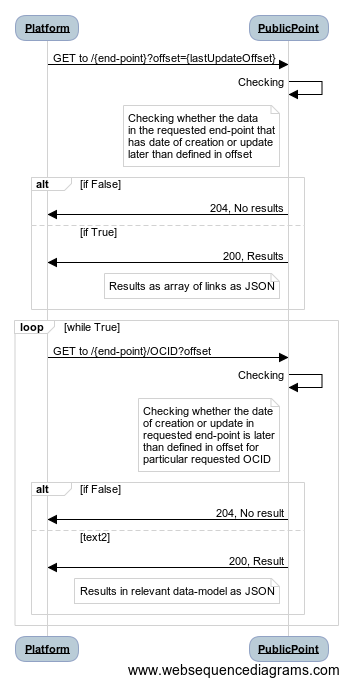 Platform
PublicPoint
GET to /{end-point}?offset={lastUpdateOffset}
Checking
Checking whether the data
in the requested end-point that
has date of creation or update
later than defined in offset
alt
[if False]
204, No results
[if True]
200, Results
Results as array of links as JSON
loop
[while True]
GET to /{end-point}/OCID?offset
Checking
Checking whether the date
of creation or update in
requested end-point is later
than defined in offset for
particular requested OCID
alt
[if False]
204, No result
[text2]
200, Result
Results in relevant data-model as JSON
Platform
PublicPoint
www.websequencediagrams.com